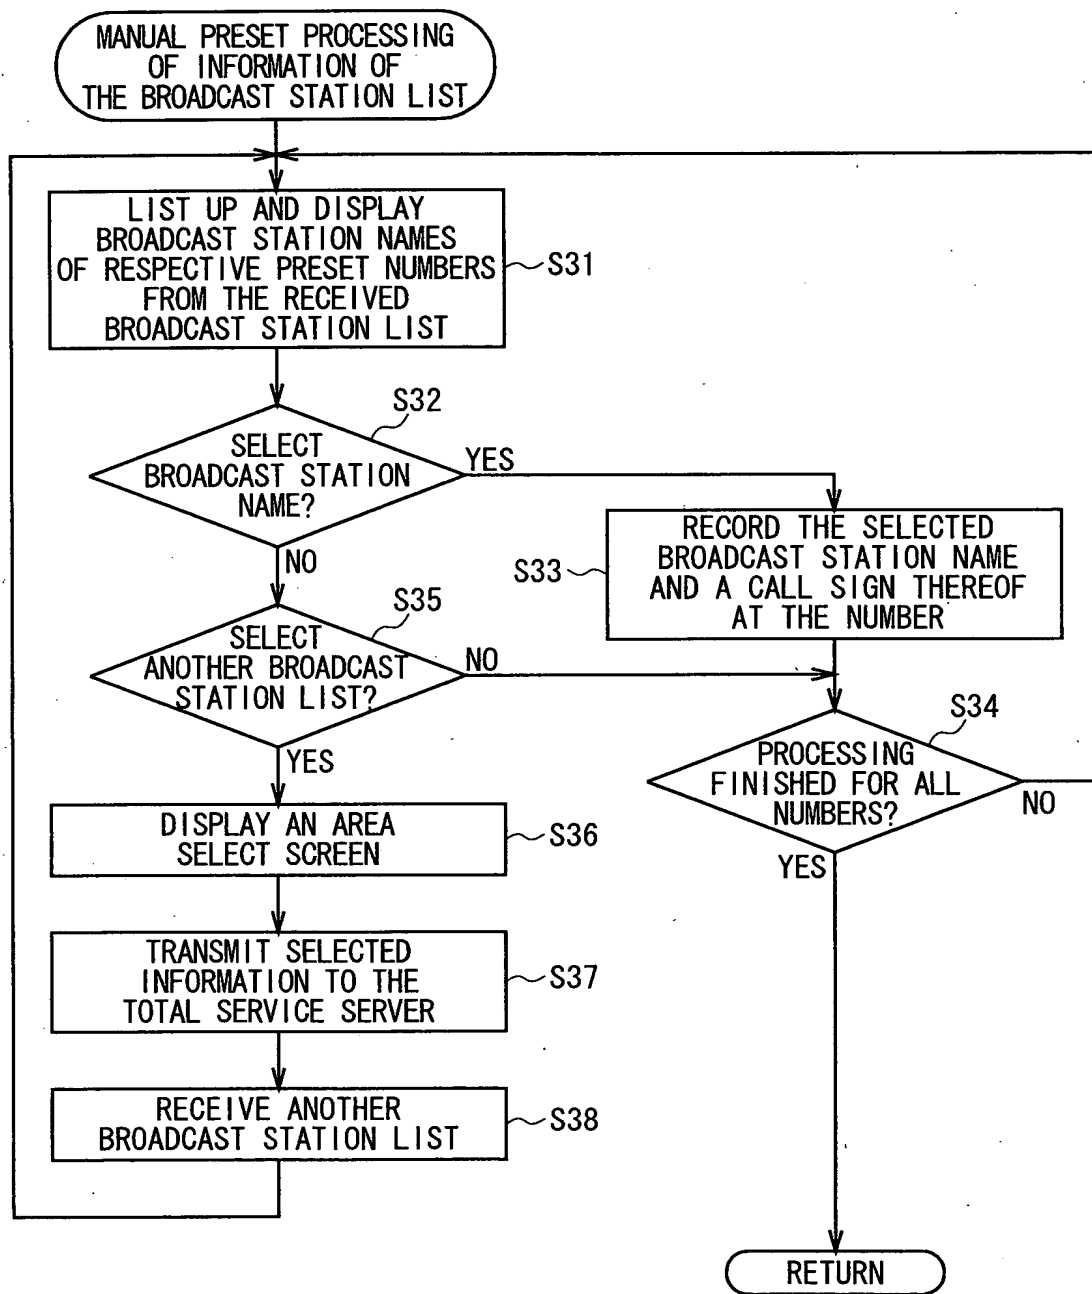 MANUAL PRESET PROCESSING
OF INFORMATION OF
THE BROADCAST STATION LIST
LIST UP AND DISPLAY
BROADCAST STATION NAMES
OF RESPECTIVE PRESET NUMBERS
FROM THE RECEIVED
BROADCAST STATION LIST
S31
S32
SELECT
BROADCAST STATION
NAME?
YES
NO
RECORD THE SELECTED
BROADCAST STATION NAME
AND A CALL SIGN THEREOF
AT THE NUMBER
S33
S35
SELECT
ANOTHER BROADCAST
STATION LIST?
NO
YES
S34
PROCESSING
FINISHED FOR ALL
NUMBERS?
NO
YES
DISPLAY AN AREA
SELECT SCREEN
S36
TRANSMIT SELECTED
INFORMATION TO THE
TOTAL SERVICE SERVER
S37
RECEIVE ANOTHER
BROADCAST STATION LIST
S38
RETURN